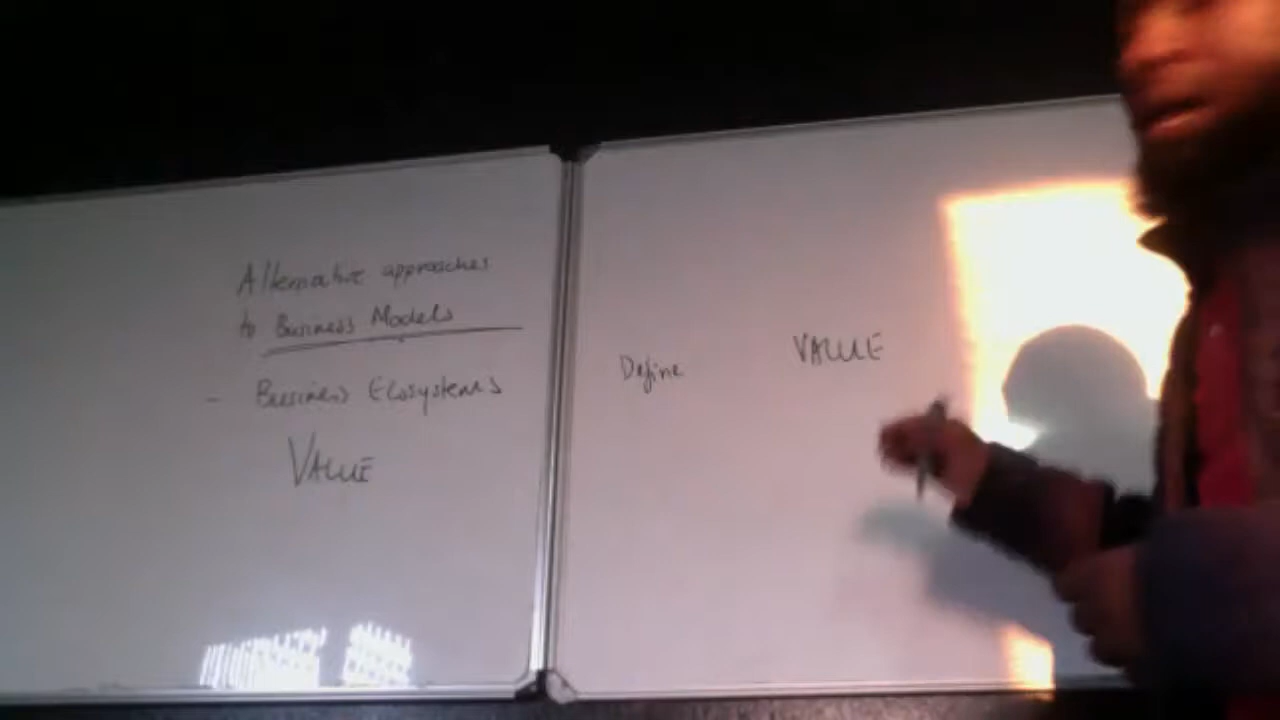 Alternative approaches
to Business Models
- Business Ecosystems
VALUE
Define VALUE